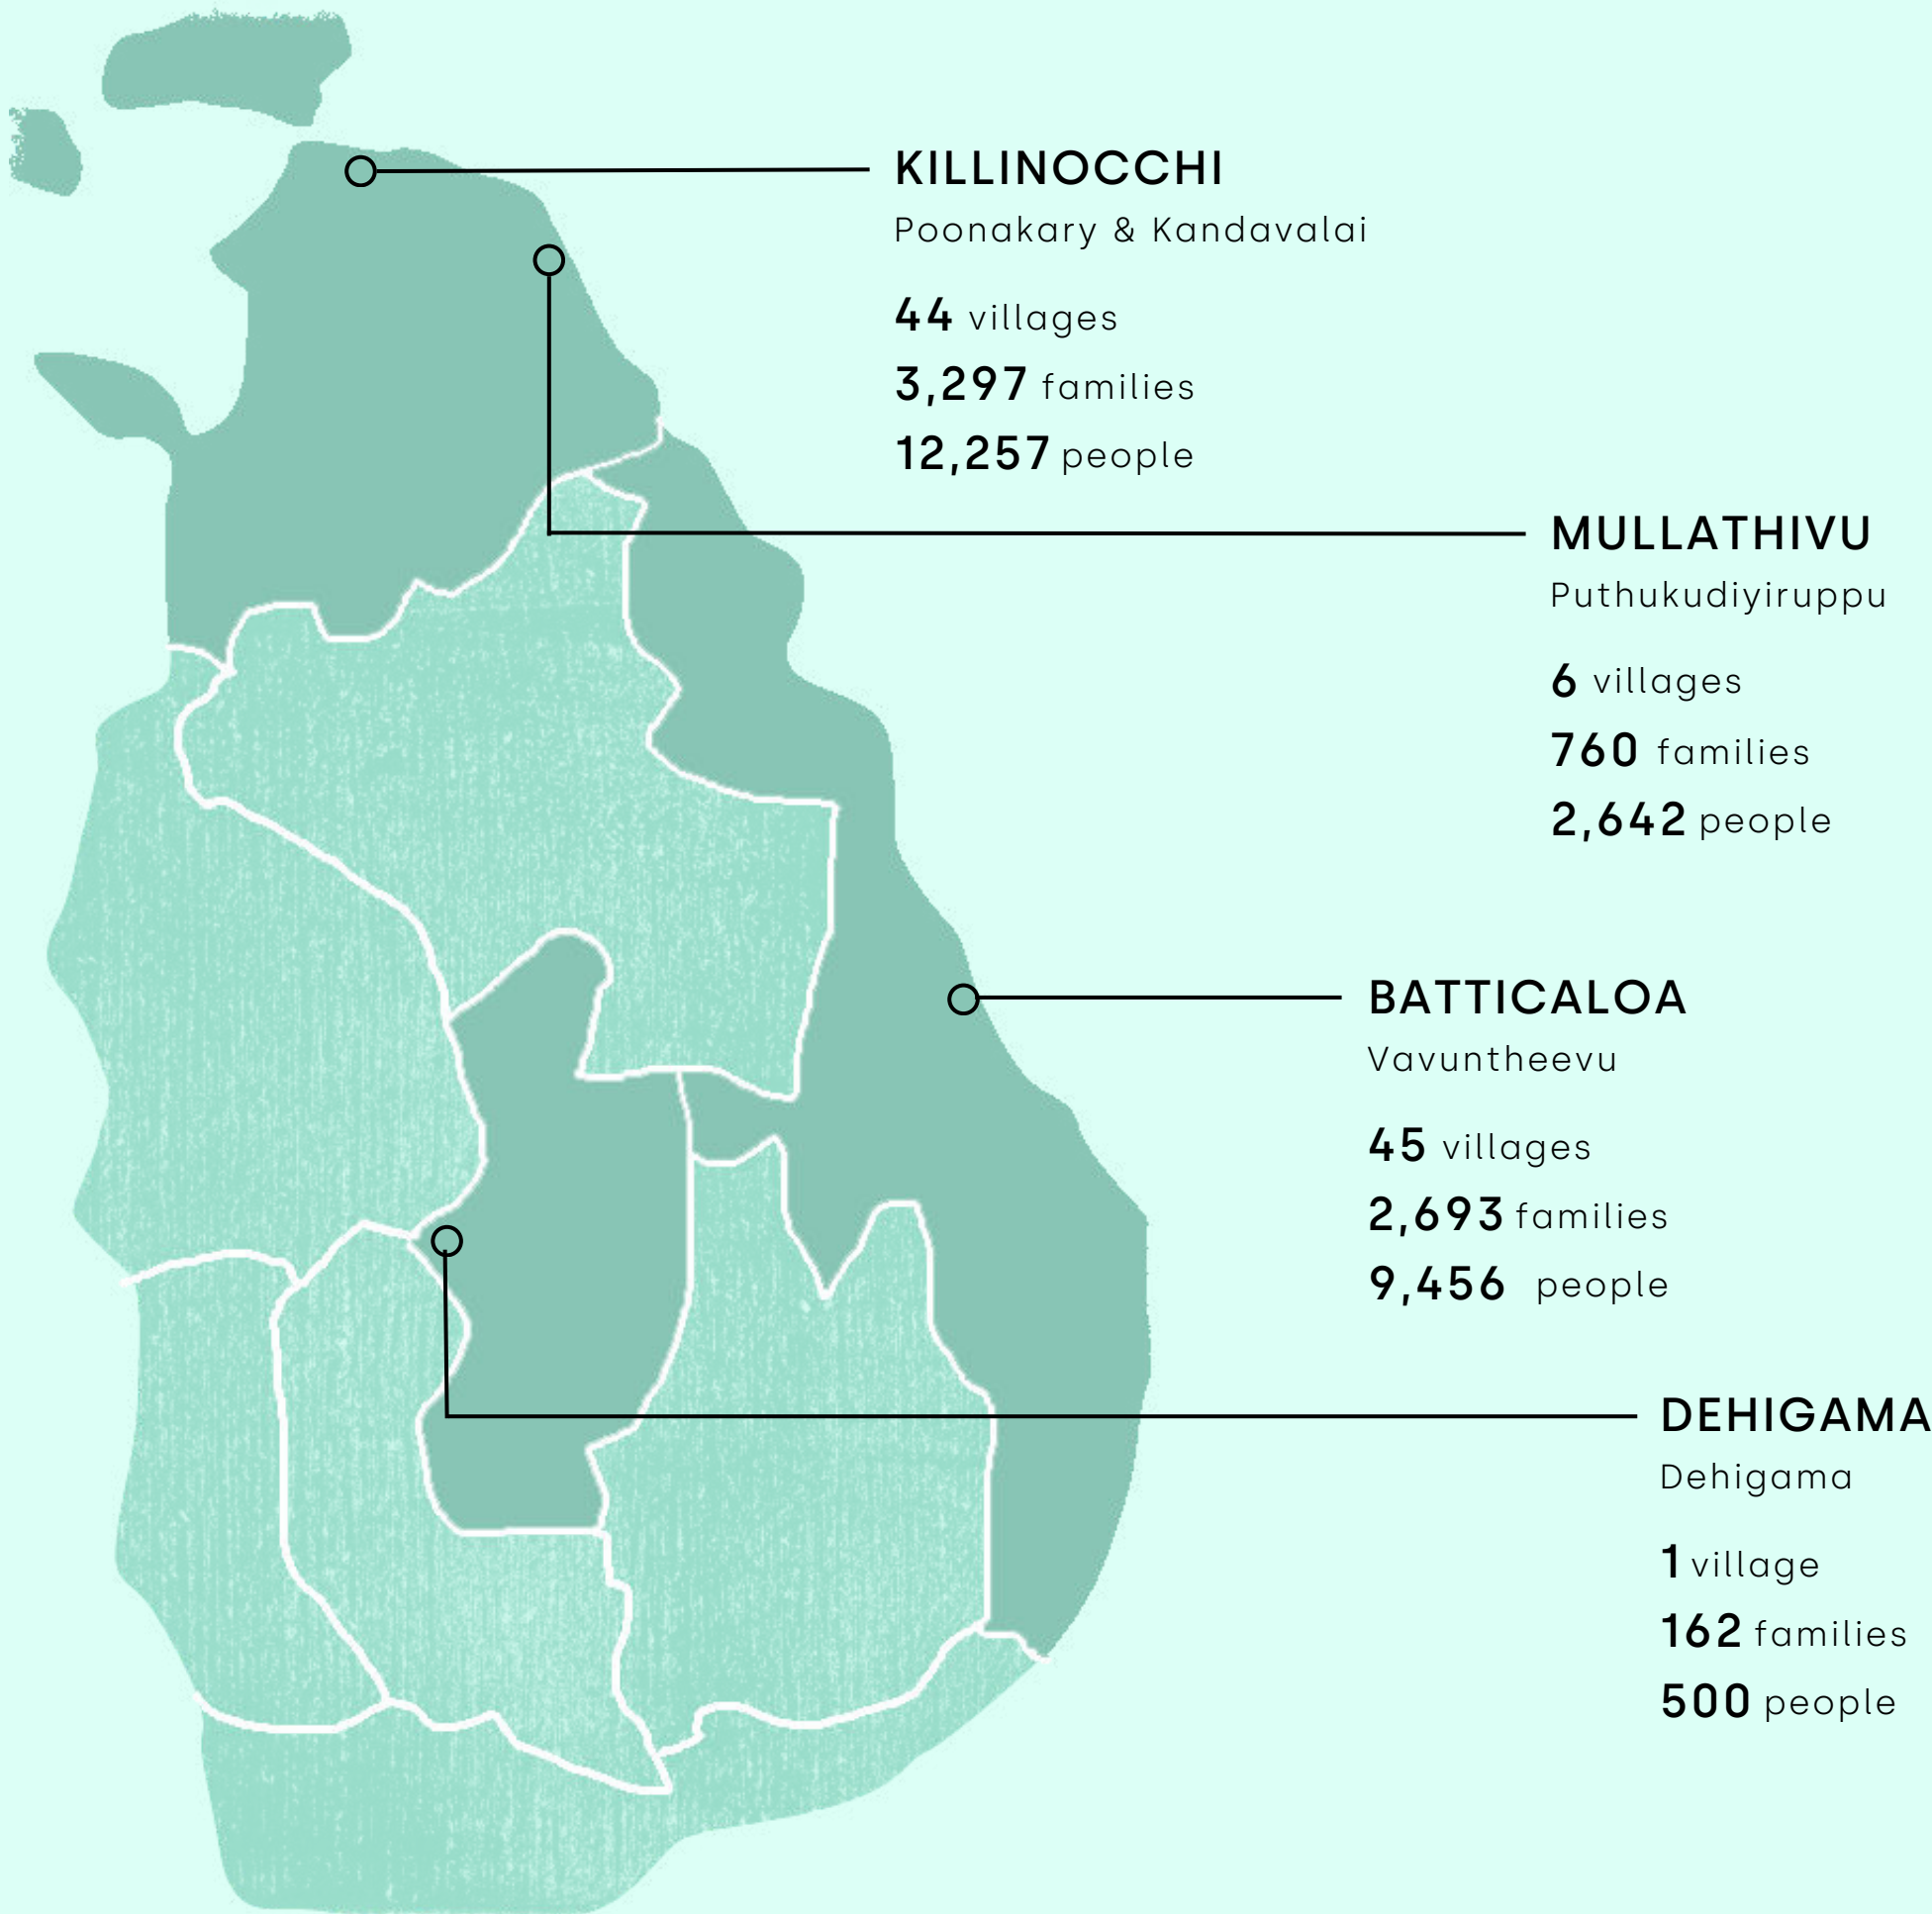 KILLINOCCHI
Poonakary & Kandavalai
44 villages
3,297 families
12,257 people
MULLATHIVU
Puthukudiyiruppu
6 villages
760 families
2,642 people
BATTICALOA
Vavuntheevu
45 villages
2,693 families
9,456 people
DEHIGAMA
Dehigama
1 village
162 families
500 people